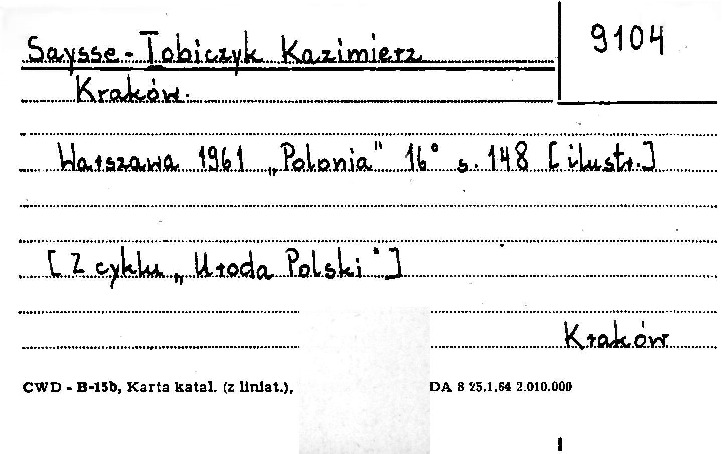 Saysse-Tobiczyk Kazimierz
9104
Kraków.
Warszawa 1961 „Polonia" 16° s. 148 [ilustr.]
[Z cyklu „Uroda Polski"]
Kraków
CWD - B-15b, Karta katal. (z liniat.), DA 8 25.1.64 2.010.000